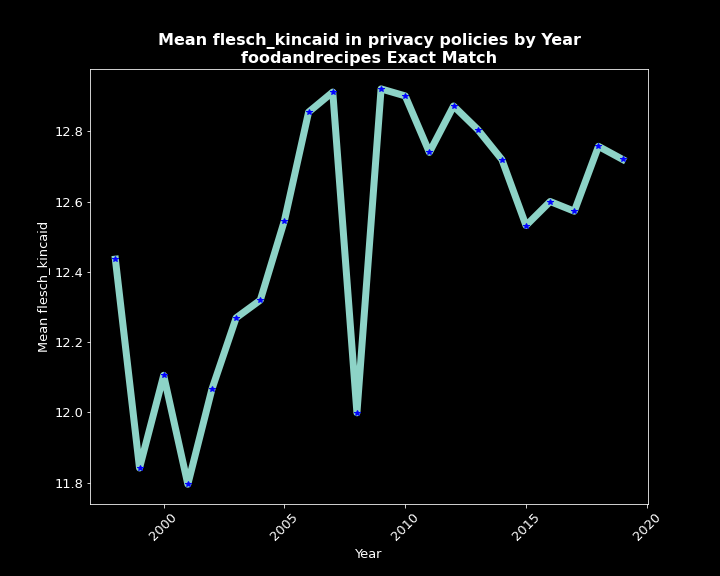 Mean flesch_kincaid in privacy policies by Year
foodandrecipes Exact Match
Mean flesch_kincaid
12.8
12.6
12.4
12.2
12.0
11.8
2000
2005
2010
2015
2020
Year